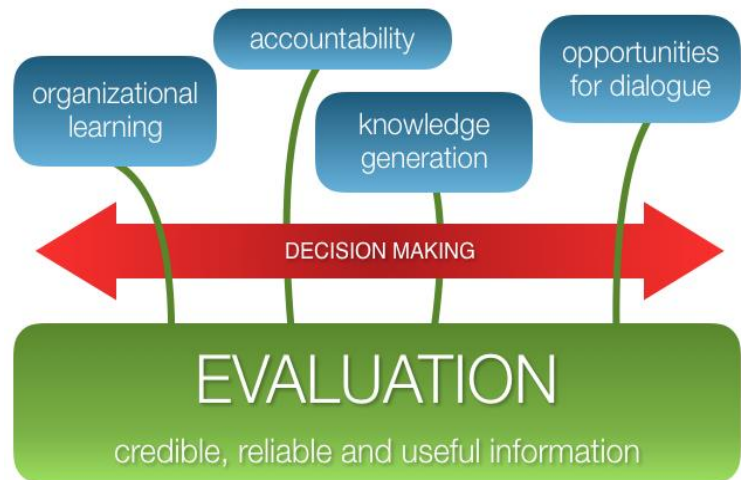 accountability
organizational
learning
opportunities
for dialogue
knowledge
generation
DECISION MAKING
EVALUATION
credible, reliable and useful information